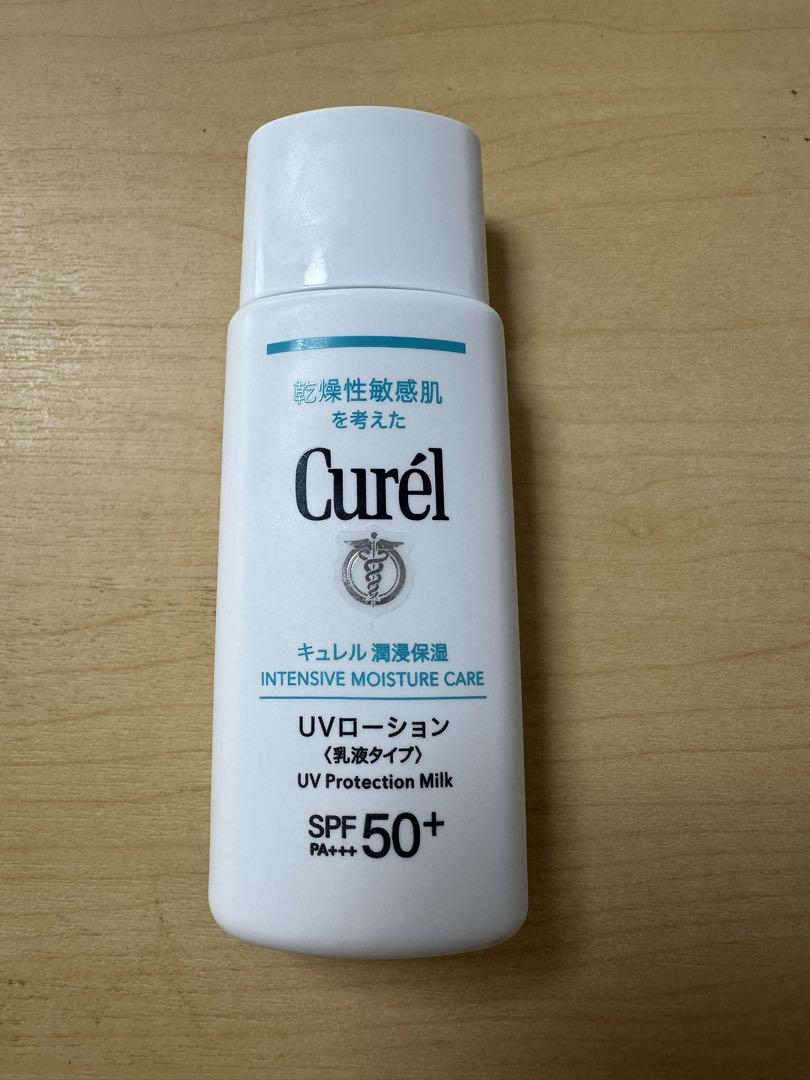 乾燥性敏感肌
を考えた
Curél
キュレル 潤浸保湿
INTENSIVE MOISTURE CARE
UVローション
〈乳液タイプ〉
UV Protection Milk
SPF 50+
PA+++